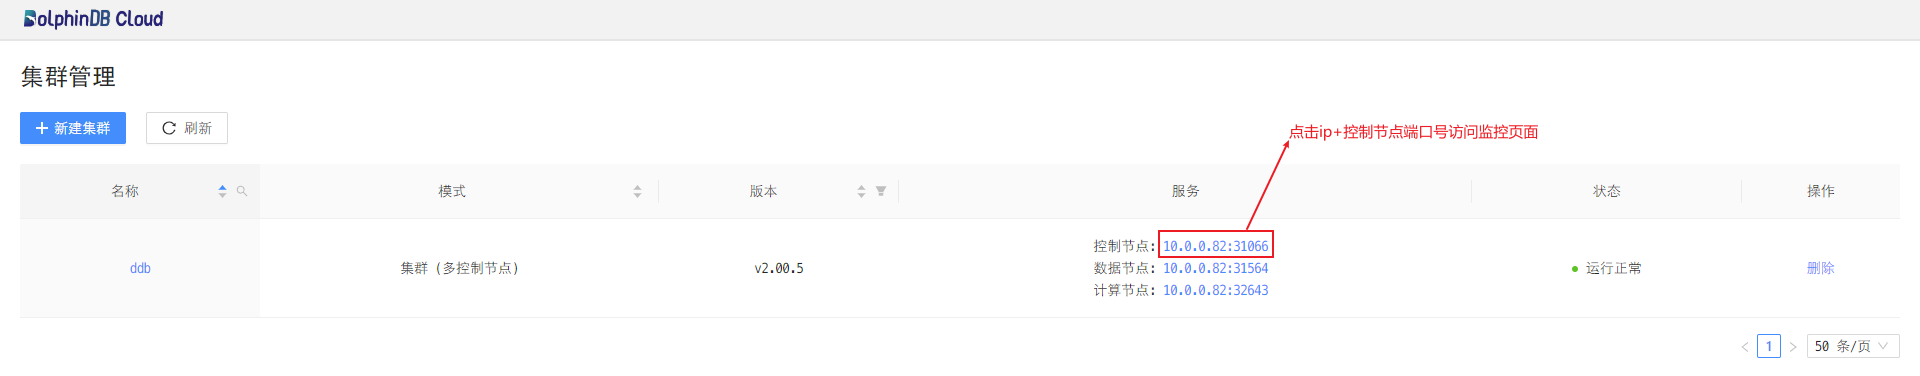 DolphinDB Cloud
集群管理
新建集群
刷新
点击ip+控制节点端口号访问监控页面
名称
模式
版本
服务
状态
操作
ddb
集群 (多控制节点)
v2.00.5
控制节点: 10.0.0.82:31066
数据节点: 10.0.0.82:31564
计算节点: 10.0.0.82:32643
运行正常
删除
1
50 条/页